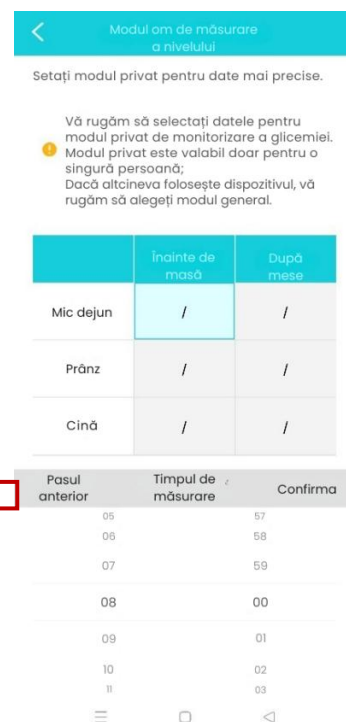 Modul om de măsurare
a nivelului
Setați modul privat pentru date mai precise.
Vă rugăm să selectați datele pentru
modul privat de monitorizare a glicemiei.
Modul privat este valabil doar pentru o
singură persoană;
Dacă altcineva folosește dispozitivul, vă
rugăm să alegeți modul general.
Înainte de masă După mese
Mic dejun / /
Prânz / /
Cină / /
Pasul anterior Timpul de măsurare Confirma
05 57
06 58
07 59
08 00
09 01
10 02
11 03